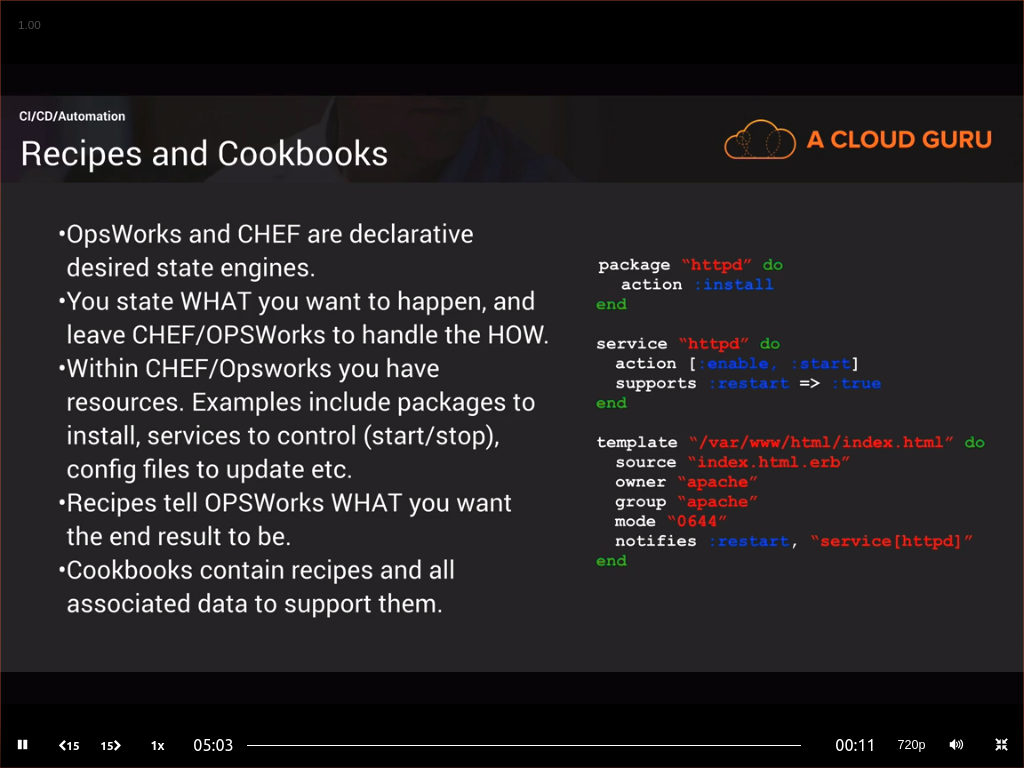 1.00
CI/CD/Automation
Recipes and Cookbooks
A CLOUD GURU
•OpsWorks and CHEF are declarative
desired state engines.
•You state WHAT you want to happen, and
leave CHEF/OPSWorks to handle the HOW.
•Within CHEF/Opsworks you have
resources. Examples include packages to
install, services to control (start/stop),
config files to update etc.
•Recipes tell OPSWorks WHAT you want
the end result to be.
•Cookbooks contain recipes and all
associated data to support them.
package “httpd” do
action :install
end
service “httpd” do
action [:enable, :start]
supports :restart => :true
end
template “/var/www/html/index.html” do
source “index.html.erb”
owner “apache”
group “apache”
mode “0644”
notifies :restart, “service[httpd]”
end
15 15 1x 05:03 00:11 720p